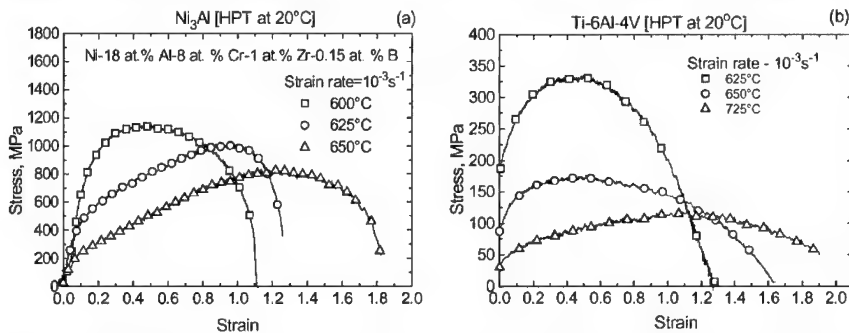 Ni₃Al [HPT at 20°C] (a)
Ni-18 at.% Al-8 at. % Cr-1 at.% Zr-0.15 at. % B
Strain rate=10⁻³s⁻¹
600°C
625°C
650°C
Stress, MPa
1800
1600
1400
1200
1000
800
600
400
200
0
0.0 0.2 0.4 0.6 0.8 1.0 1.2 1.4 1.6 1.8 2.0
Strain
Ti-6Al-4V [HPT at 20°C] (b)
Strain rate - 10⁻³s⁻¹
625°C
650°C
725°C
Stress, MPa
400
350
300
250
200
150
100
50
0
0.0 0.2 0.4 0.6 0.8 1.0 1.2 1.4 1.6 1.8 2.0
Strain